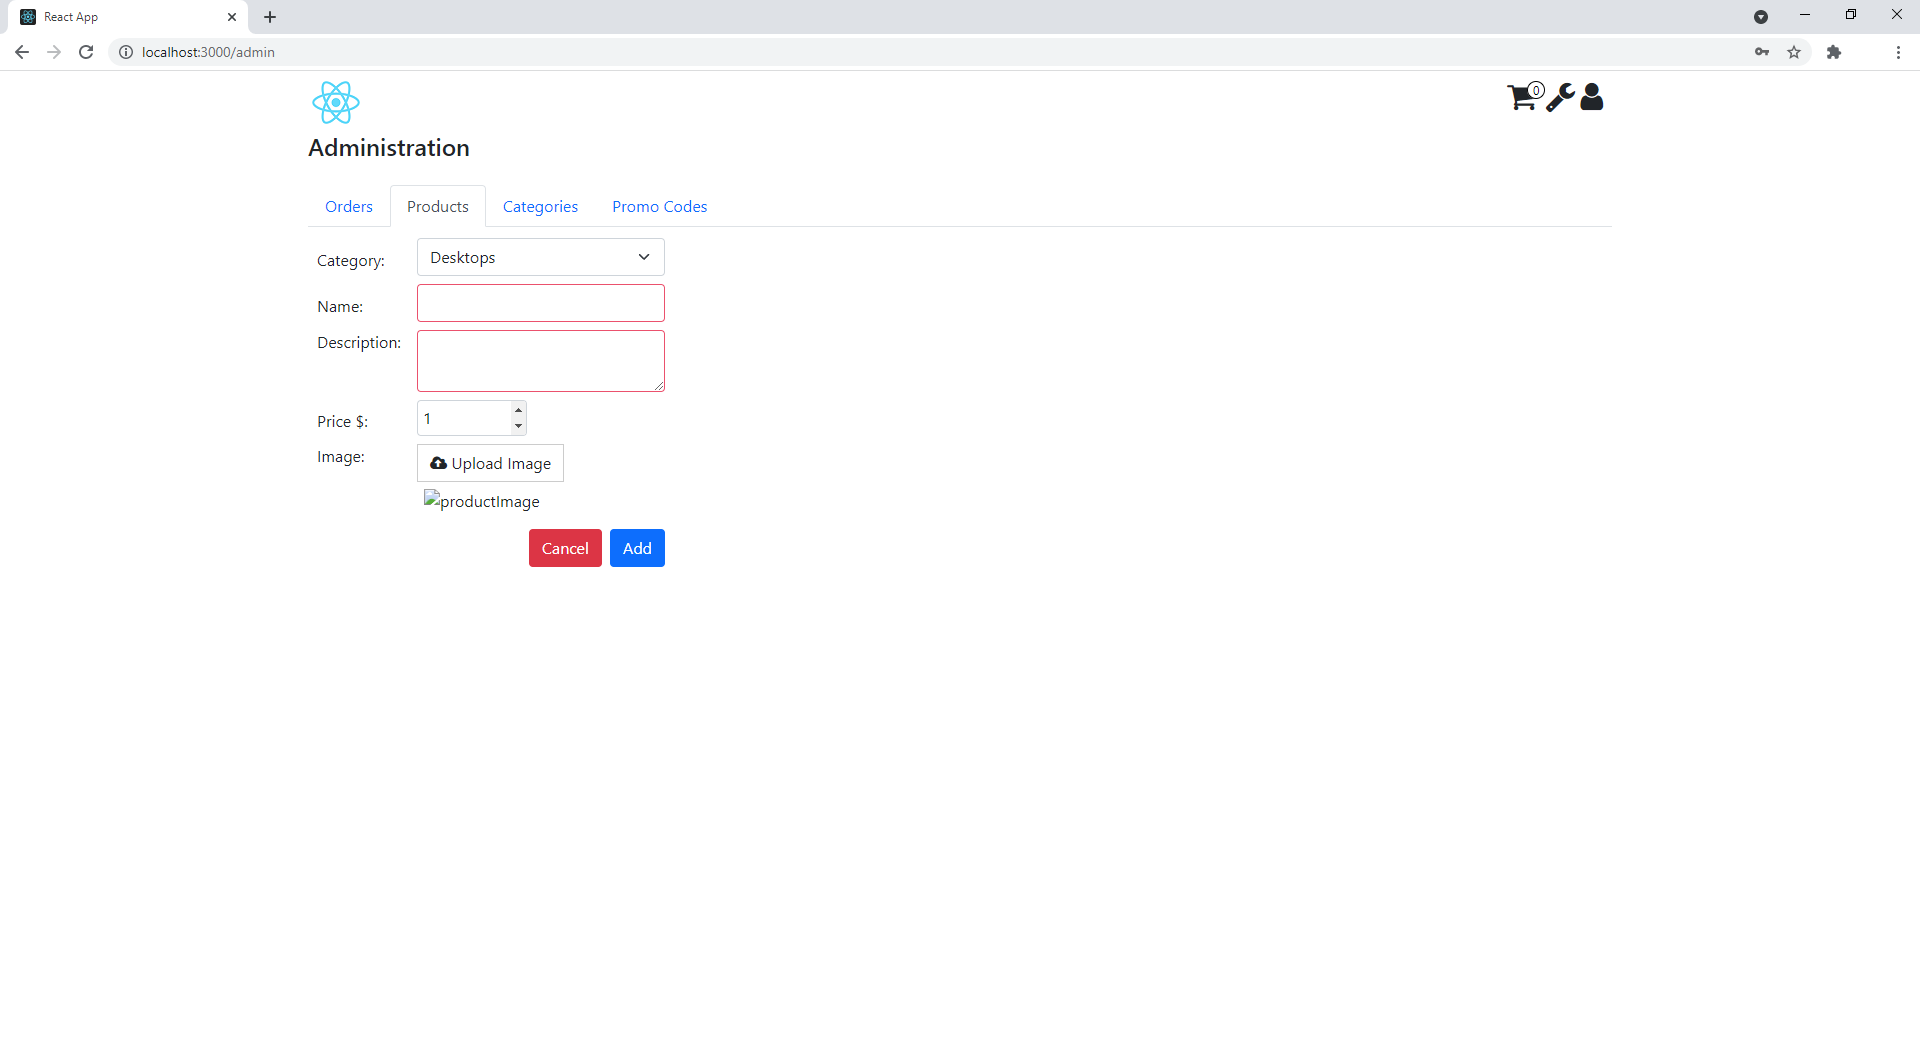 React App
localhost:3000/admin
0
Administration
Orders Products Categories Promo Codes
Category: Desktops
Name:
Description:
Price $: 1
Image: Upload Image
productImage
Cancel Add